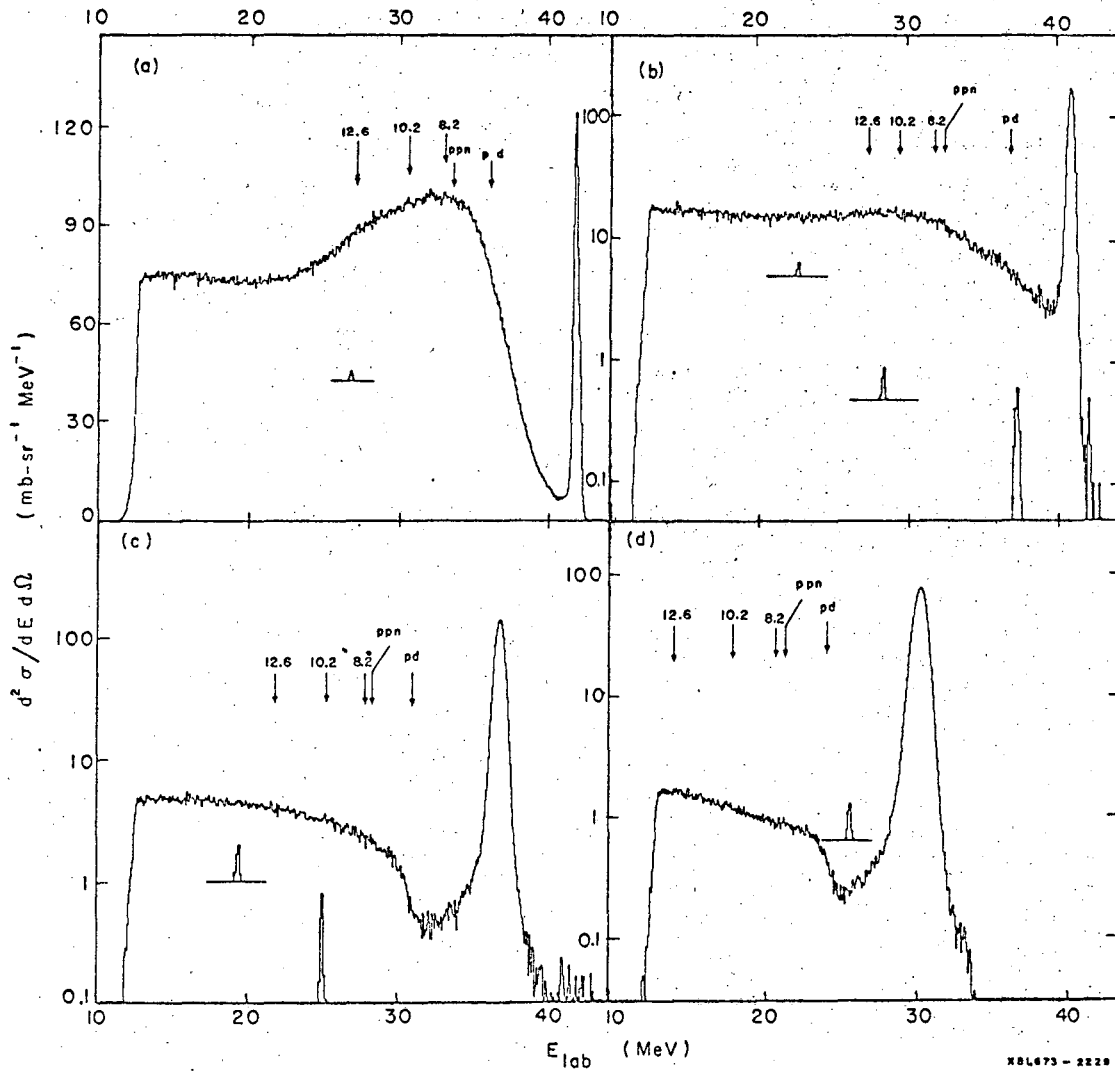 10 20 30 40 10 20 30 40
(a)
12.6 10.2 8.2 ppn p d
120
90
60
30
0
(b)
12.6 10.2 8.2 ppn pd
100
10
1
0.1
(c)
12.6 10.2 8.2 ppn pd
100
10
1
0.1
(d)
12.6 10.2 8.2 ppn pd
100
10
1
0.1
d² σ/dE dΩ (mb-sr⁻¹ MeV⁻¹)
10 20 30 40 10 20 30 40
E lab (MeV)
XBL673-2229